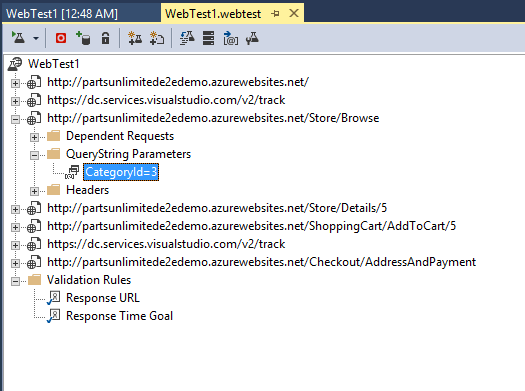 WebTest1 [12:48 AM]
WebTest1.webtest
WebTest1
http://partsunlimitede2edemo.azurewebsites.net/
https://dc.services.visualstudio.com/v2/track
http://partsunlimitede2edemo.azurewebsites.net/Store/Browse
Dependent Requests
QueryString Parameters
CategoryId=3
Headers
http://partsunlimitede2edemo.azurewebsites.net/Store/Details/5
http://partsunlimitede2edemo.azurewebsites.net/ShoppingCart/AddToCart/5
https://dc.services.visualstudio.com/v2/track
http://partsunlimitede2edemo.azurewebsites.net/Checkout/AddressAndPayment
Validation Rules
Response URL
Response Time Goal